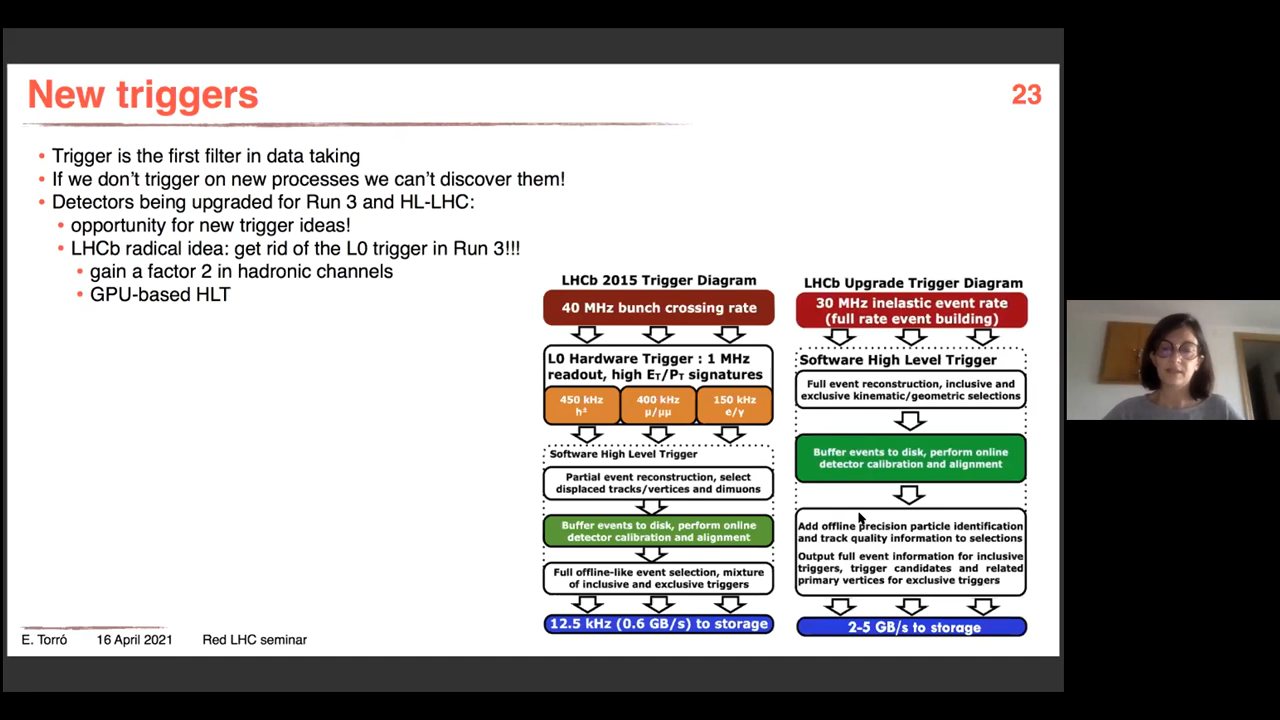 New triggers
23
• Trigger is the first filter in data taking
• If we don't trigger on new processes we can't discover them!
• Detectors being upgraded for Run 3 and HL-LHC:
• opportunity for new trigger ideas!
• LHCb radical idea: get rid of the L0 trigger in Run 3!!!
• gain a factor 2 in hadronic channels
• GPU-based HLT
LHCb 2015 Trigger Diagram
40 MHz bunch crossing rate
L0 Hardware Trigger : 1 MHz
readout, high ET/PT signatures
450 kHz
h±
400 kHz
μ/μμ
150 kHz
e/γ
Software High Level Trigger
Partial event reconstruction, select
displaced tracks/vertices and dimuons
Buffer events to disk, perform online
detector calibration and alignment
Full offline-like event selection, mixture
of inclusive and exclusive triggers
12.5 kHz (0.6 GB/s) to storage
LHCb Upgrade Trigger Diagram
30 MHz inelastic event rate
(full rate event building)
Software High Level Trigger
Full event reconstruction, inclusive and
exclusive kinematic/geometric selections
Buffer events to disk, perform online
detector calibration and alignment
Add offline precision particle identification
and track quality information to selections
Output full event information for inclusive
triggers, trigger candidates and related
primary vertices for exclusive triggers
2-5 GB/s to storage
E. Torró 16 April 2021 Red LHC seminar